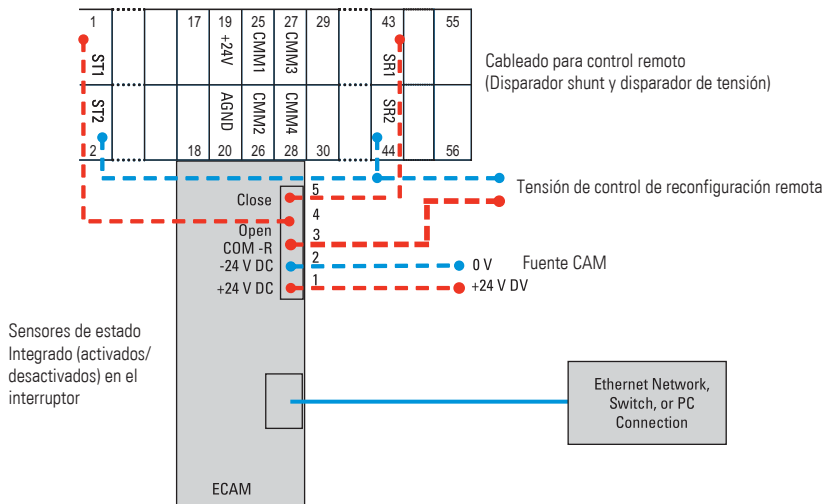 1 17 19 25 27 29 43 55
ST1 +24V CMM1 CMM3 SR1
ST2 AGND CMM2 CMM4 SR2
2 18 20 26 28 30 44 56
Cableado para control remoto
(Disparador shunt y disparador de tensión)
Tensión de control de reconfiguración remota
Close 5
Open 4
COM -R 3
-24 V DC 2
+24 V DC 1
0 V
Fuente CAM
+24 V DV
Sensores de estado
Integrado (activados/
desactivados) en el
interruptor
Ethernet Network,
Switch, or PC
Connection
ECAM